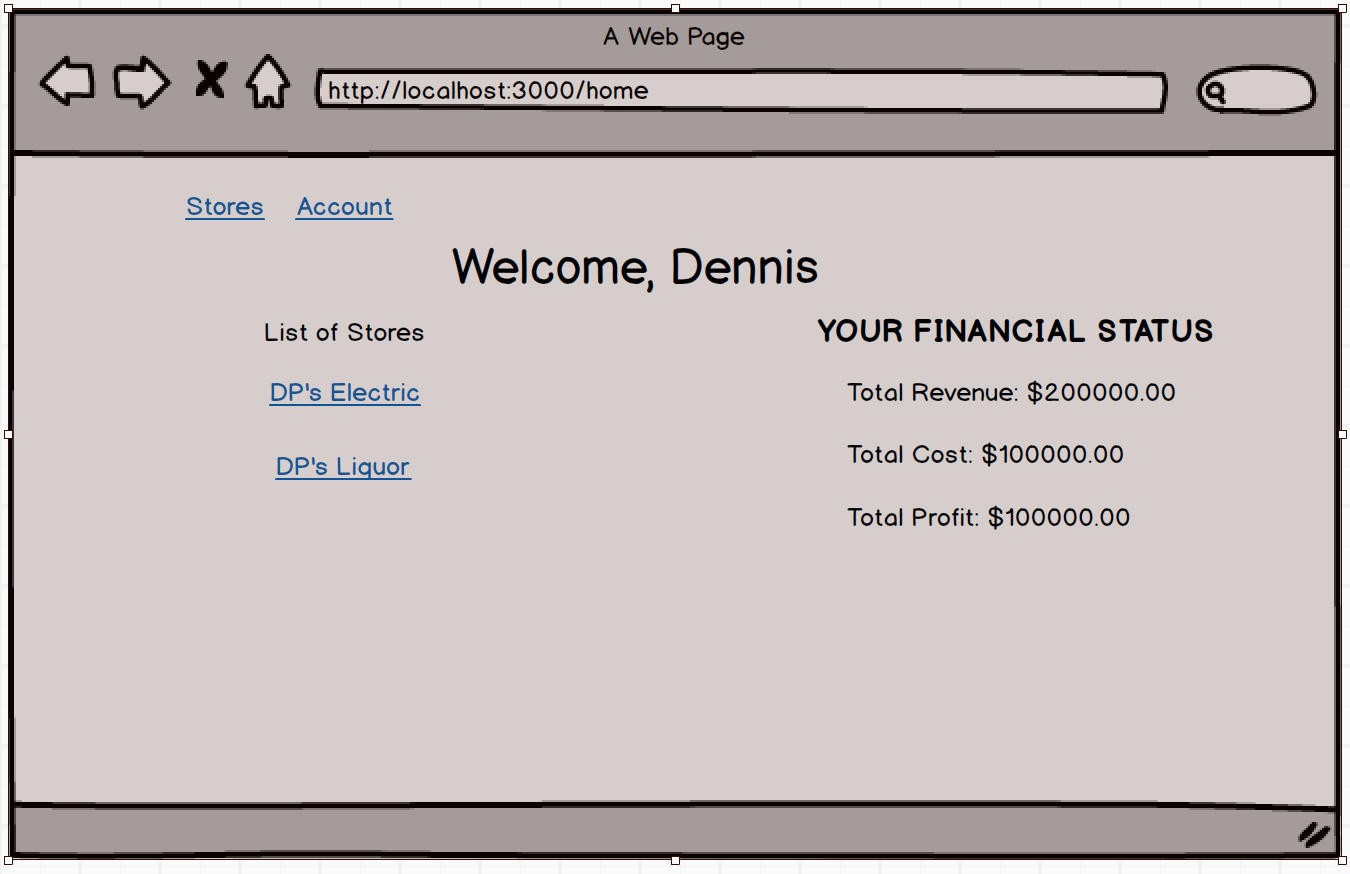 A Web Page
http://localhost:3000/home
Stores Account
Welcome, Dennis
List of Stores
DP's Electric
DP's Liquor
YOUR FINANCIAL STATUS
Total Revenue: $200000.00
Total Cost: $100000.00
Total Profit: $100000.00